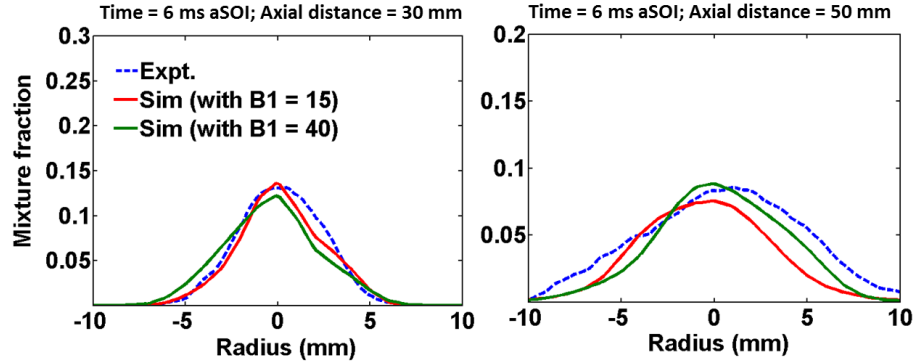 Time = 6 ms aSOI; Axial distance = 30 mm
Time = 6 ms aSOI; Axial distance = 50 mm
Mixture fraction
0.3
0.25
0.2
0.15
0.1
0.05
Expt.
Sim (with B1 = 15)
Sim (with B1 = 40)
-10
-5
0
5
10
Radius (mm)
0.2
0.15
0.1
0.05
-10
-5
0
5
10
Radius (mm)